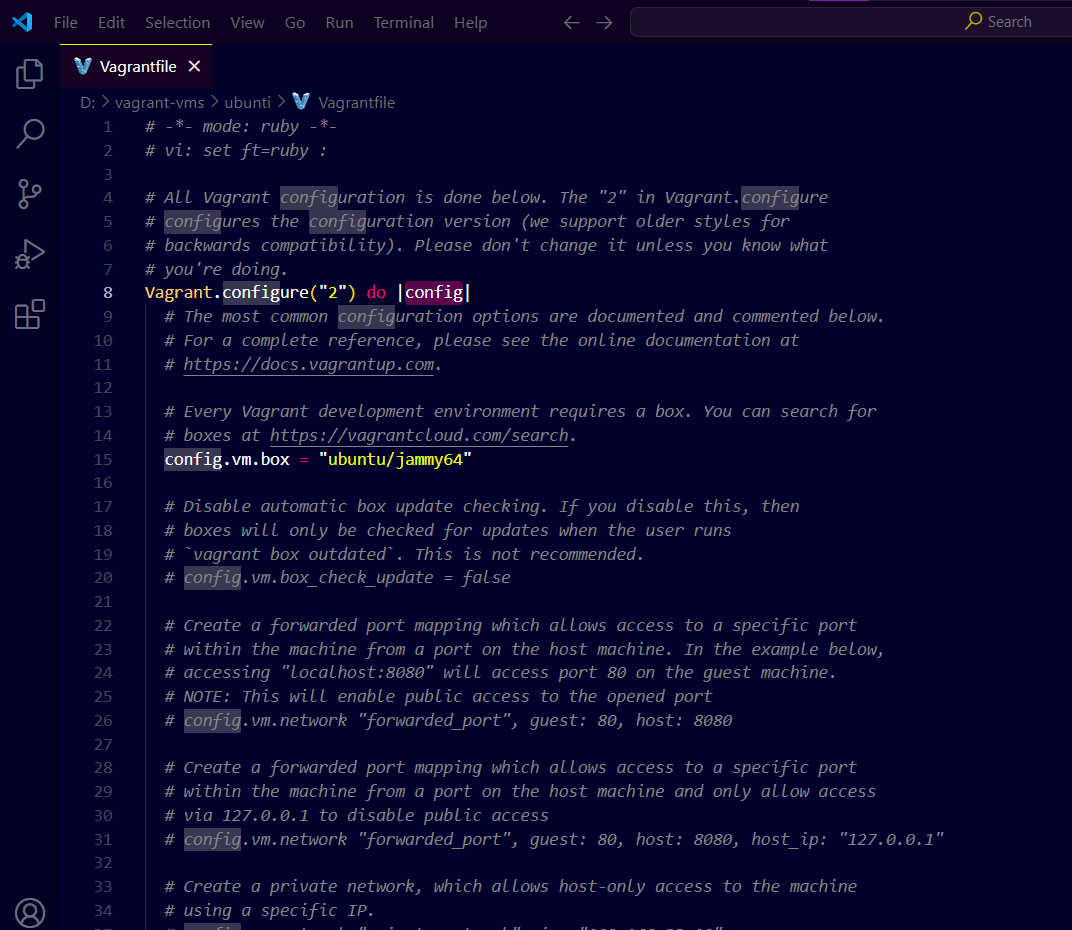 File Edit Selection View Go Run Terminal Help Search
Vagrantfile
D: > vagrant-vms > ubunti > Vagrantfile
1 # -*- mode: ruby -*-
2 # vi: set ft=ruby :
3
4 # All Vagrant configuration is done below. The "2" in Vagrant.configure
5 # configures the configuration version (we support older styles for
6 # backwards compatibility). Please don't change it unless you know what
7 # you're doing.
8 Vagrant.configure("2") do |config|
9 # The most common configuration options are documented and commented below.
10 # For a complete reference, please see the online documentation at
11 # https://docs.vagrantup.com.
12
13 # Every Vagrant development environment requires a box. You can search for
14 # boxes at https://vagrantcloud.com/search.
15 config.vm.box = "ubuntu/jammy64"
16
17 # Disable automatic box update checking. If you disable this, then
18 # boxes will only be checked for updates when the user runs
19 # `vagrant box outdated`. This is not recommended.
20 # config.vm.box_check_update = false
21
22 # Create a forwarded port mapping which allows access to a specific port
23 # within the machine from a port on the host machine. In the example below,
24 # accessing "localhost:8080" will access port 80 on the guest machine.
25 # NOTE: This will enable public access to the opened port
26 # config.vm.network "forwarded_port", guest: 80, host: 8080
27
28 # Create a forwarded port mapping which allows access to a specific port
29 # within the machine from a port on the host machine and only allow access
30 # via 127.0.0.1 to disable public access
31 # config.vm.network "forwarded_port", guest: 80, host: 8080, host_ip: "127.0.0.1"
32
33 # Create a private network, which allows host-only access to the machine
34 # using a specific IP.